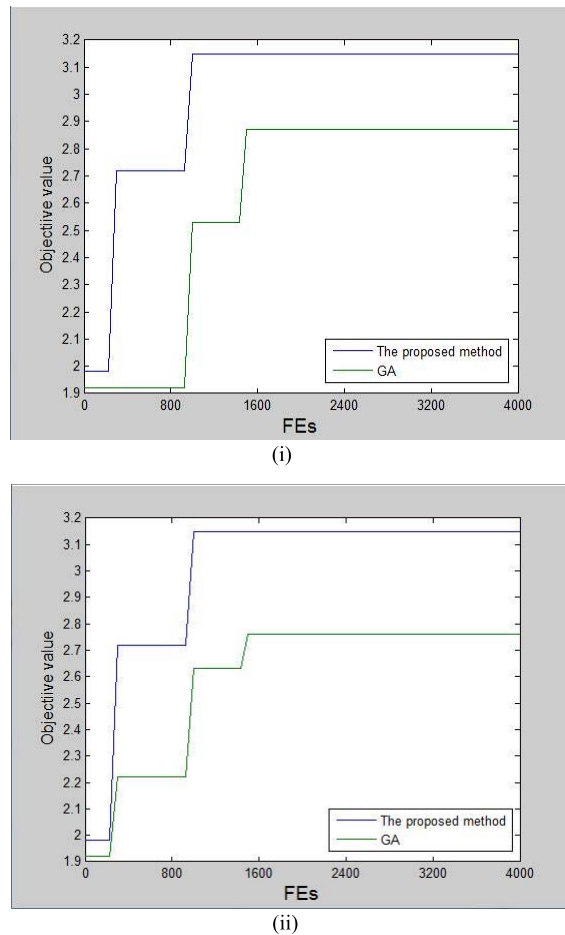 3.2
3.1
3
2.9
2.8
2.7
2.6
2.5
2.4
2.3
2.2
2.1
2
1.9
Objectiive value
The proposed method
GA
0 800 1600 2400 3200 4000
FEs
(i)
3.2
3.1
3
2.9
2.8
2.7
2.6
2.5
2.4
2.3
2.2
2.1
2
1.9
Objectiive value
The proposed method
GA
0 800 1600 2400 3200 4000
FEs
(ii)